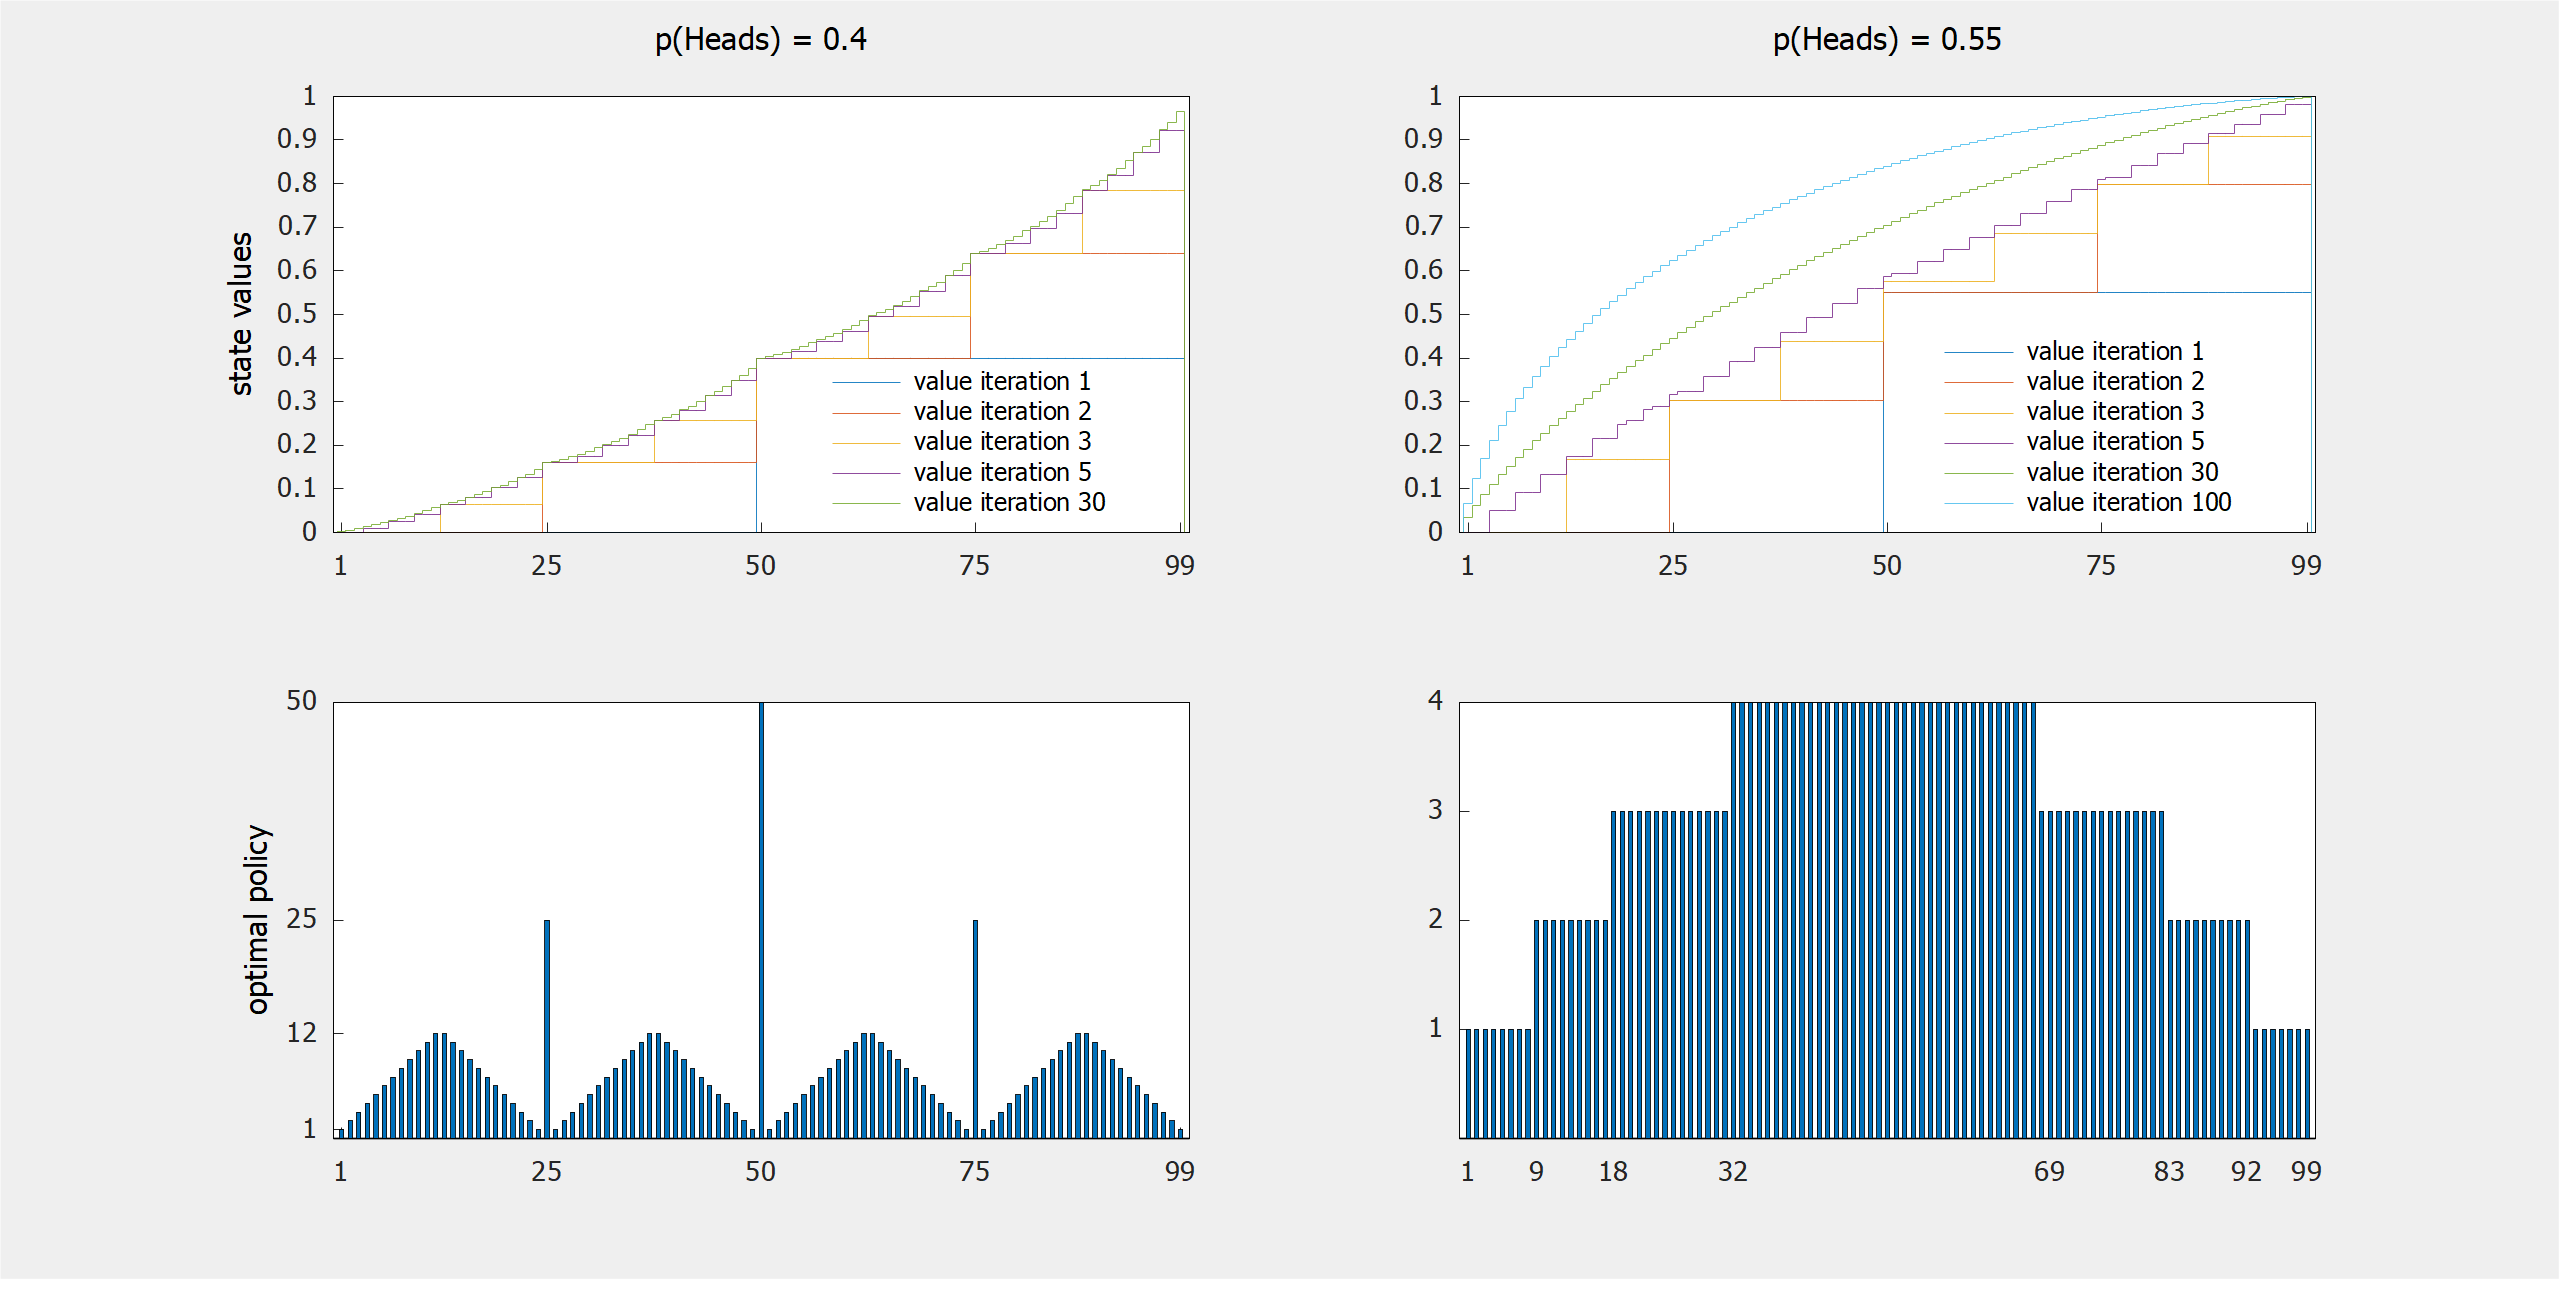 p(Heads) = 0.4
p(Heads) = 0.55
state values
1
0.9
0.8
0.7
0.6
0.5
0.4
0.3
0.2
0.1
0
1 25 50 75 99
value iteration 1
value iteration 2
value iteration 3
value iteration 5
value iteration 30
1
0.9
0.8
0.7
0.6
0.5
0.4
0.3
0.2
0.1
0
1 25 50 75 99
value iteration 1
value iteration 2
value iteration 3
value iteration 5
value iteration 30
value iteration 100
optimal policy
50
25
12
1
1 25 50 75 99
4
3
2
1
1 9 18 32 69 83 92 99